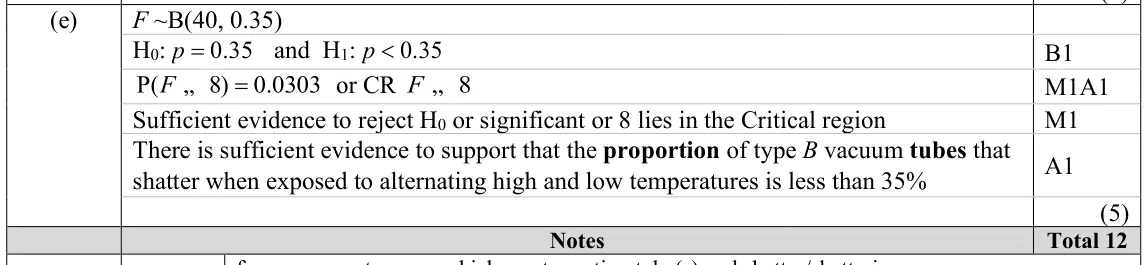 (e) F ~B(40, 0.35)
H₀: p = 0.35 and H₁: p < 0.35 B1
P(F ,, 8) = 0.0303 or CR F ,, 8 M1A1
Sufficient evidence to reject H₀ or significant or 8 lies in the Critical region M1
There is sufficient evidence to support that the proportion of type B vacuum tubes that
shatter when exposed to alternating high and low temperatures is less than 35% A1
(5)
Notes Total 12